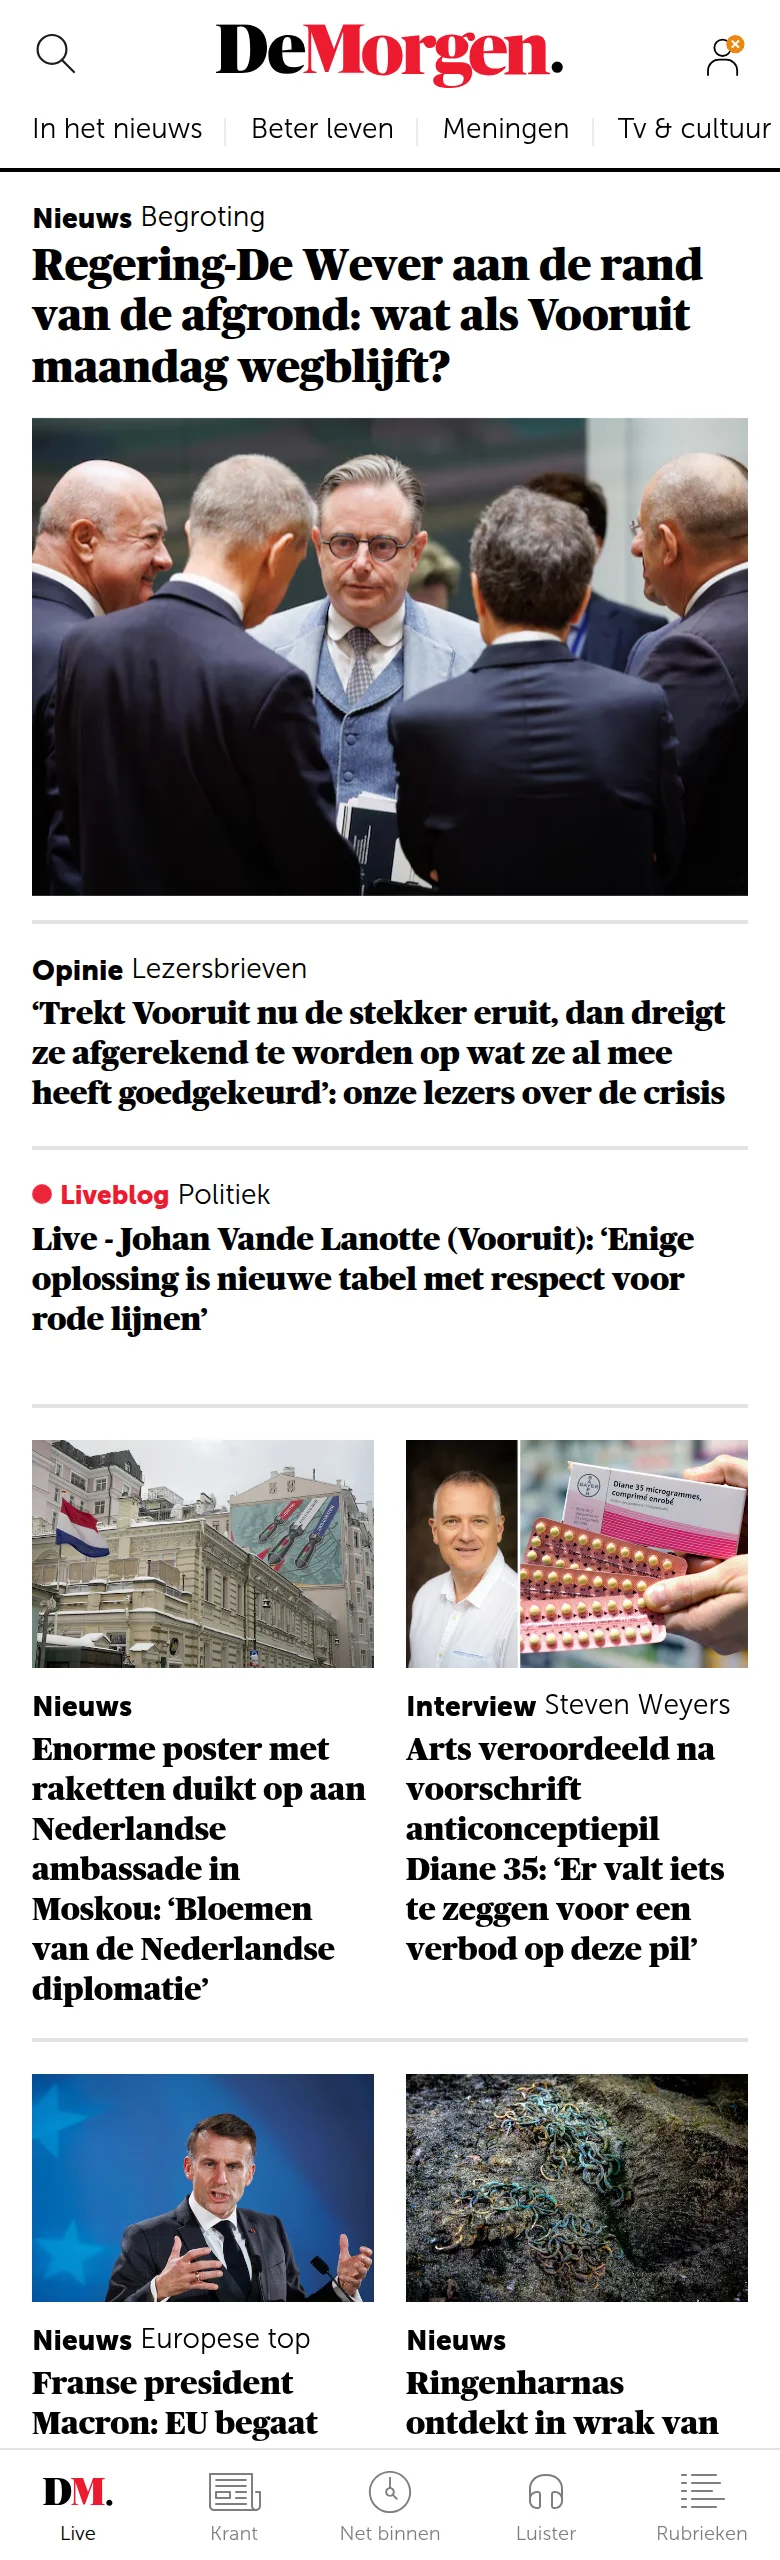 DeMorgen.
In het nieuws
Beter leven
Meningen
Tv & cultuur
Nieuws Begroting
Regering-De Wever aan de rand
van de afgrond: wat als Vooruit
maandag wegblijft?
Opinie Lezersbrieven
‘Trekt Vooruit nu de stekker eruit, dan dreigt
ze afgerekend te worden op wat ze al mee
heeft goedgekeurd’: onze lezers over de crisis
Liveblog Politiek
Live - Johan Vande Lanotte (Vooruit): ‘Enige
oplossing is nieuwe tabel met respect voor
rode lijnen’
Diane 35 microgrammes,
comprimé enrobé
Nieuws
Enorme poster met
raketten duikt op aan
Nederlandse
ambassade in
Moskou: ‘Bloemen
van de Nederlandse
diplomatie’
Interview Steven Weyers
Arts veroordeeld na
voorschrift
anticonceptiepil
Diane 35: ‘Er valt iets
te zeggen voor een
verbod op deze pil’
Nieuws Europese top
Franse president
Macron: EU begaat
Nieuws
Ringenharnas
ontdekt in wrak van
DM.
Live
Krant
Net binnen
Luister
Rubrieken